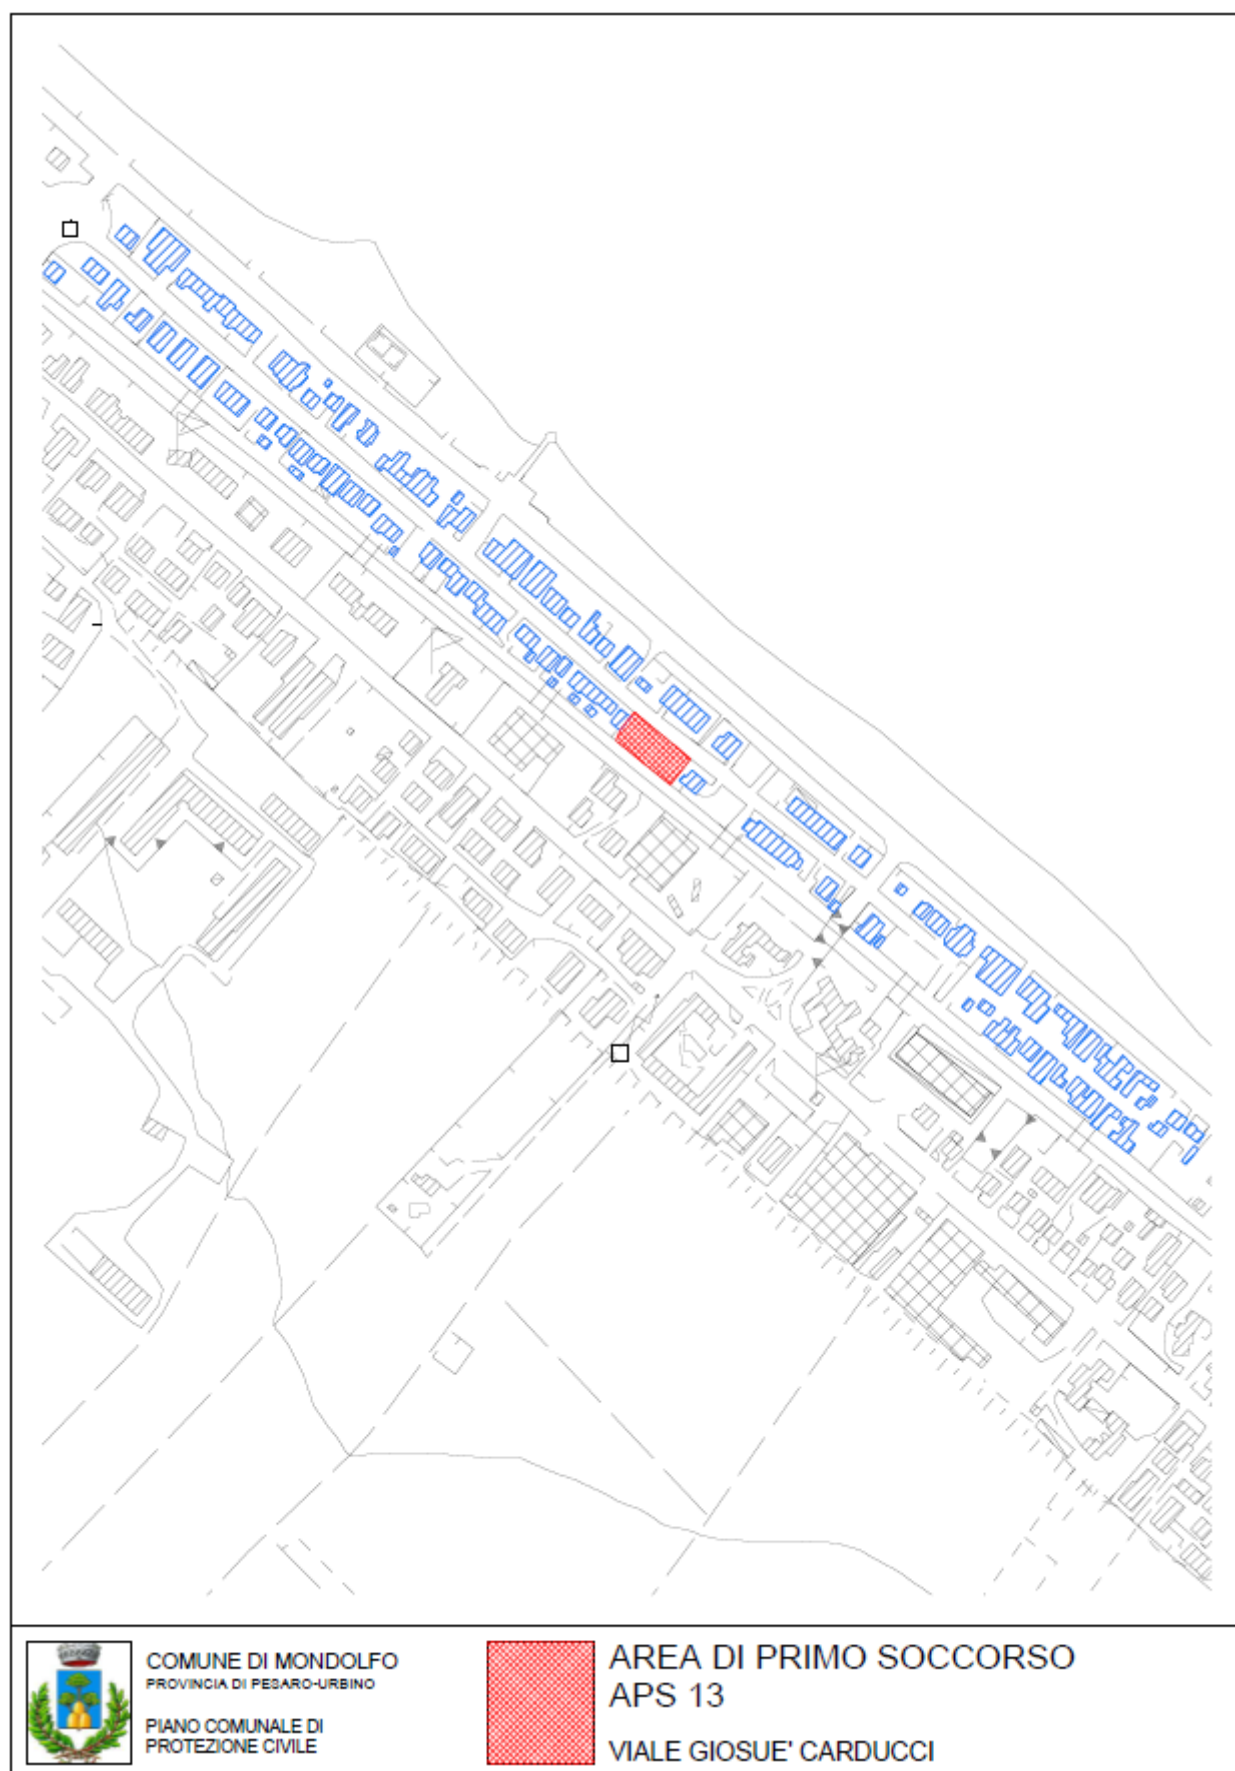 COMUNE DI MONDOLFO
PROVINCIA DI PESARO-URBINO
PIANO COMUNALE DI
PROTEZIONE CIVILE
AREA DI PRIMO SOCCORSO
APS 13
VIALE GIOSUE' CARDUCCI